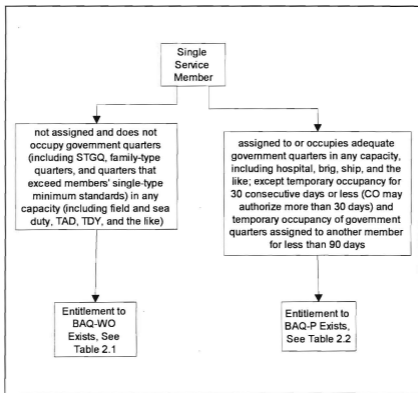 Single
Service
Member
not assigned and does not
occupy government quarters
(including STGQ, family-type
quarters, and quarters that
exceed members' single-type
minimum standards) in any
capacity (including field and sea
duty, TAD, TDY, and the like)
assigned to or occupies adequate
government quarters in any capacity,
including hospital, brig, ship, and the
like; except temporary occupancy for
30 consecutive days or less (CO may
authorize more than 30 days) and
temporary occupancy of government
quarters assigned to another member
for less than 90 days
Entitlement to
BAQ-WO
Exists, See
Table 2.1
Entitlement to
BAQ-P Exists,
See Table 2.2